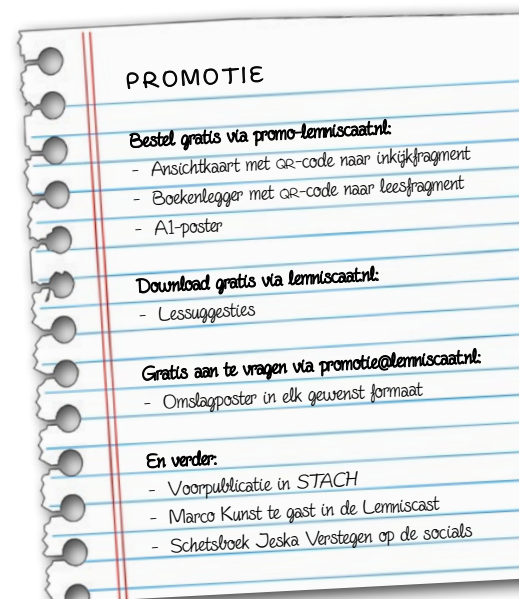 PROMOTIE
Bestel gratis via promo-lemniscaat.nl:
- Ansichtkaart met QR-code naar inkijkfragment
- Boekenlegger met QR-code naar leesfragment
- A1-poster
Download gratis via lemniscaat.nl:
- Lessuggesties
Gratis aan te vragen via promotie@lemniscaat.nl:
- Omslagposter in elk gewenst formaat
En verder:
- Voorpublicatie in STACH
- Marco Kunst te gast in de Lemniscast
- Schetsboek Jeska Verstegen op de socials